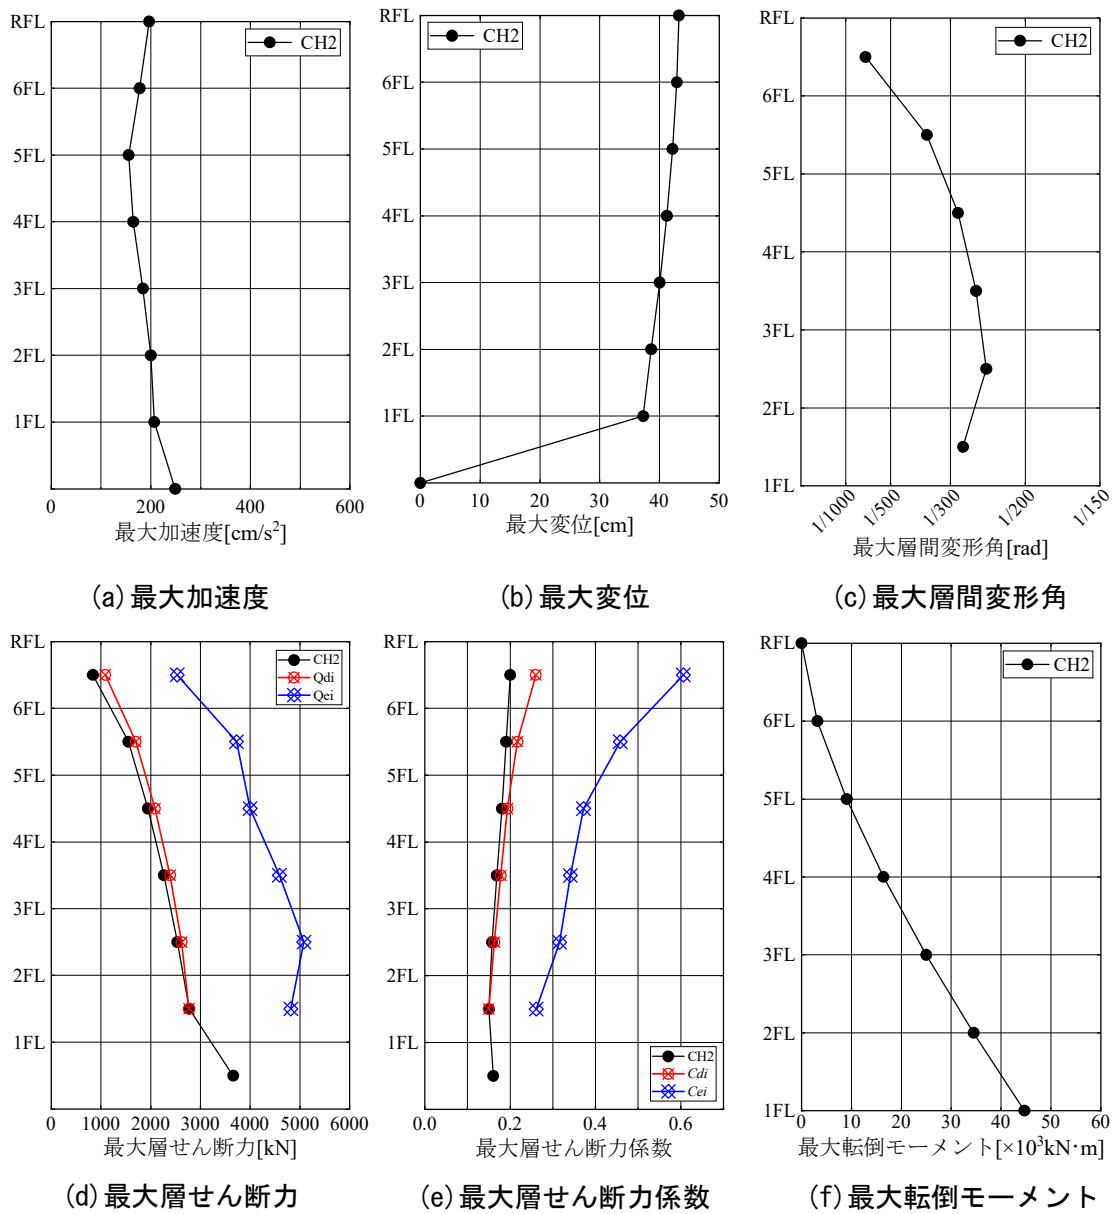 RFL
6FL
5FL
4FL
3FL
2FL
1FL
CH2
0 200 400 600
最大加速度[cm/s²]
(a)最大加速度
RFL
6FL
5FL
4FL
3FL
2FL
1FL
CH2
0 10 20 30 40 50
最大変位[cm]
(b)最大変位
RFL
6FL
5FL
4FL
3FL
2FL
1FL
CH2
1/1000 1/500 1/300 1/200 1/150
最大層間変形角[rad]
(c)最大層間変形角
RFL
6FL
5FL
4FL
3FL
2FL
1FL
CH2
Qdi
Qei
0 1000 2000 3000 4000 5000 6000
最大層せん断力[kN]
(d)最大層せん断力
RFL
6FL
5FL
4FL
3FL
2FL
1FL
CH2
Cdi
Cei
0.0 0.2 0.4 0.6
最大層せん断力係数
(e)最大層せん断力係数
RFL
6FL
5FL
4FL
3FL
2FL
1FL
CH2
0 10 20 30 40 50 60
最大転倒モーメント[×10³kN·m]
(f)最大転倒モーメント